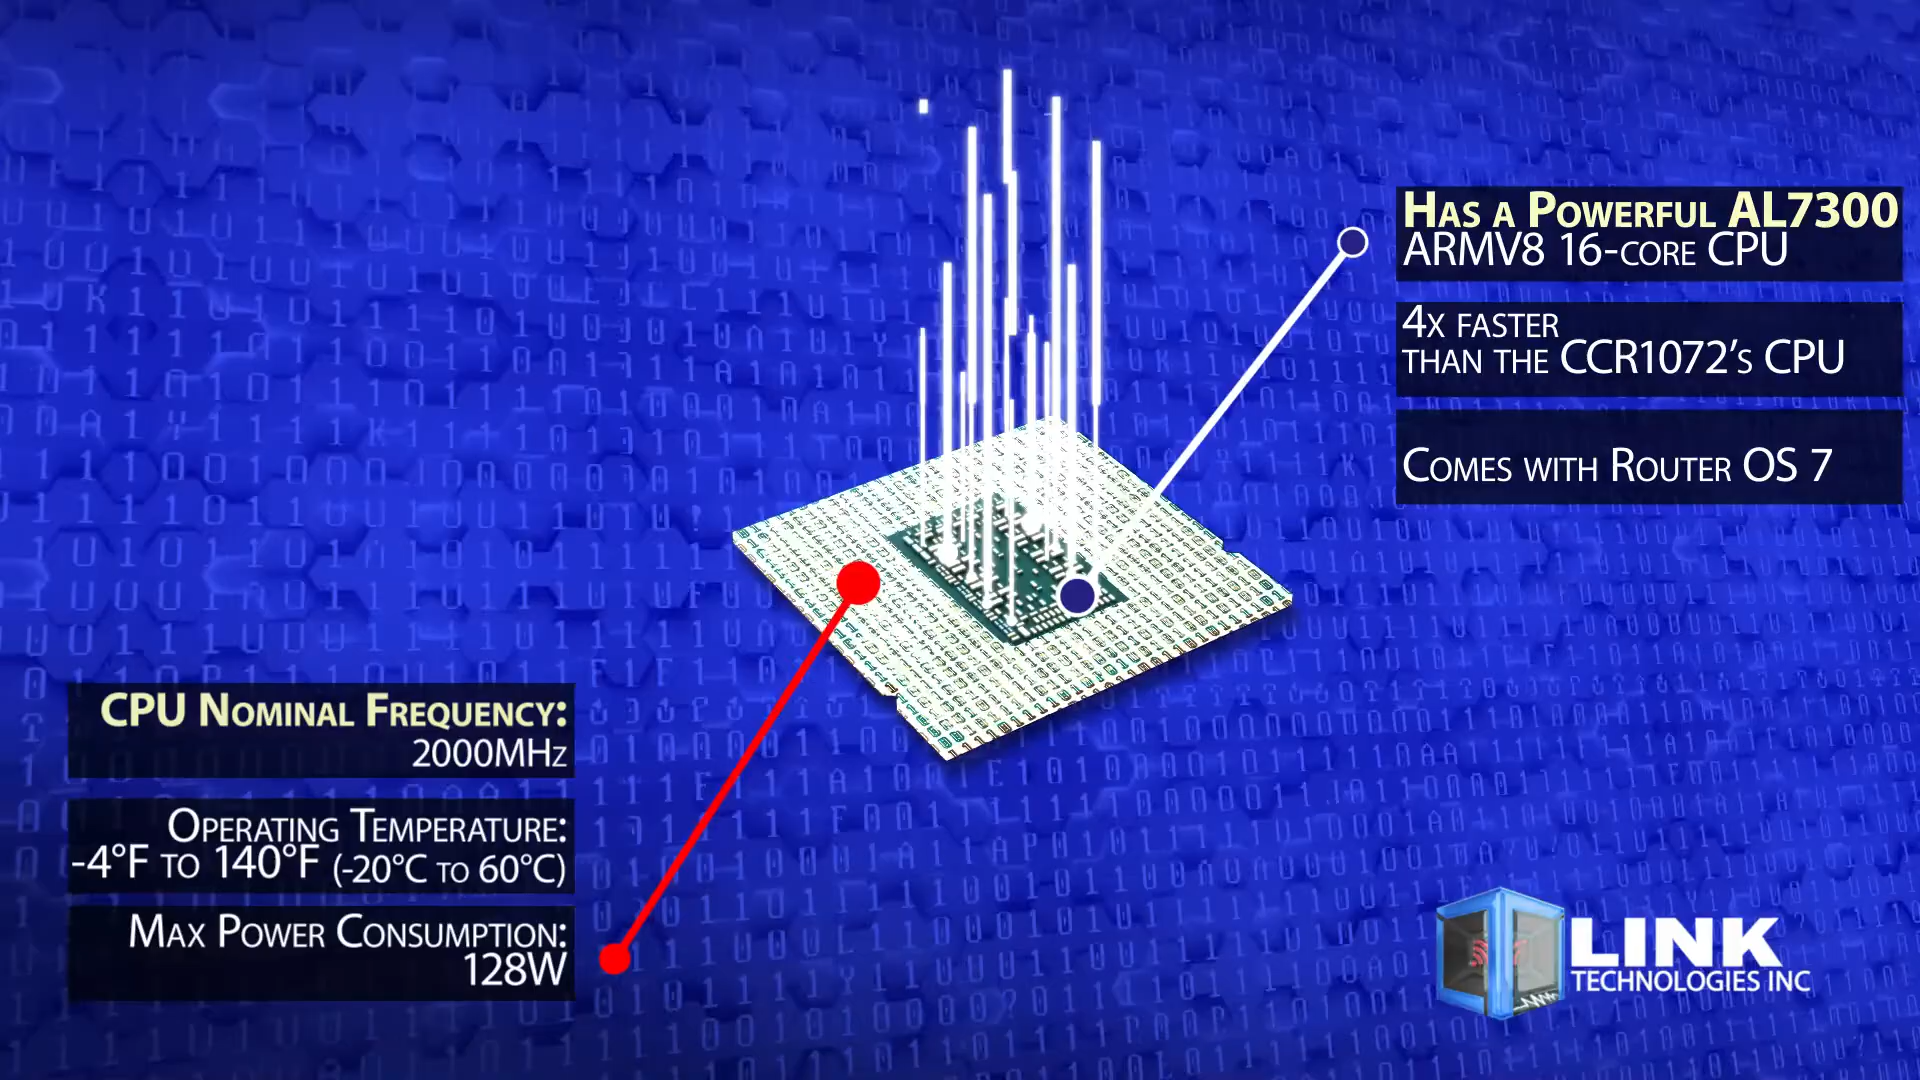 Has a Powerful AL7300
ARMV8 16-core CPU
4x faster
than the CCR1072's CPU
Comes with Router OS 7
CPU Nominal Frequency:
2000MHz
Operating Temperature:
-4°F to 140°F (-20°C to 60°C)
Max Power Consumption:
128W
LINK
TECHNOLOGIES INC